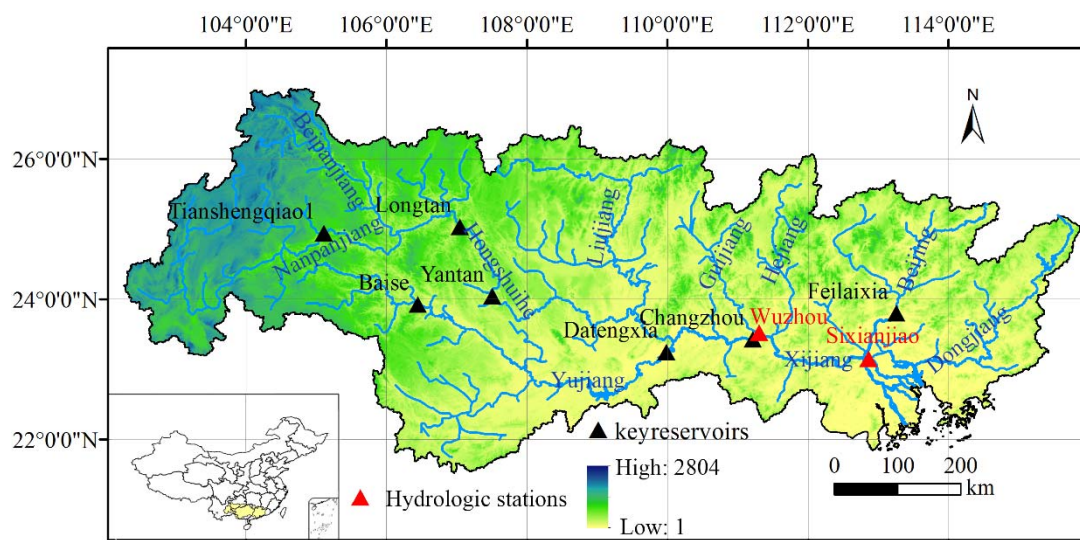 104°0'0"E 106°0'0"E 108°0'0"E 110°0'0"E 112°0'0"E 114°0'0"E
N
26°0'0"N
24°0'0"N
22°0'0"N
Beipanjiang
Tianshengqiao1
Longtan
Nanpanjiang
Hongshuihe
Liujiang
Guijiang
Hejiang
Beijing
Baise
Yantan
Feilaixia
Datengxia
Changzhou
Wuzhou
Sixianjiao
Dongjiang
Xijiang
Yujiang
keyreservoirs
High: 2804
Low: 1
Hydrologic stations
0 100 200
km